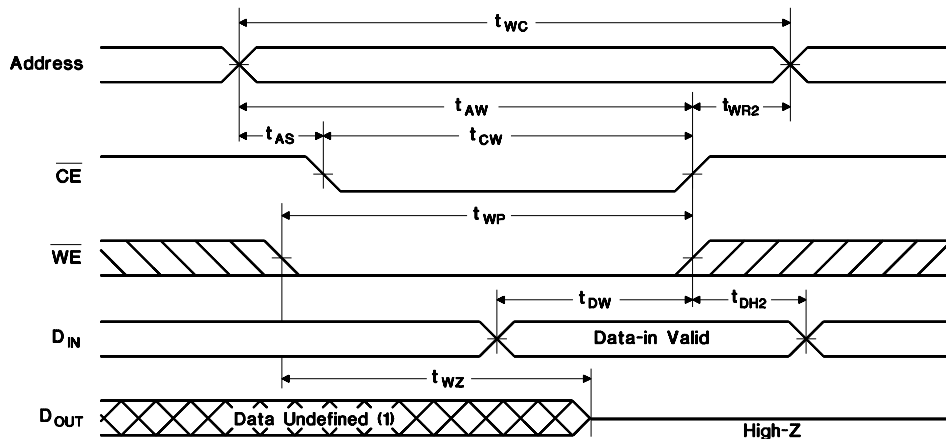 tWC
Address
tAW
tWR2
tAS
tCW
CE
tWP
WE
tDW
tDH2
DIN
Data-in Valid
tWZ
DOUT
Data Undefined (1)
High-Z